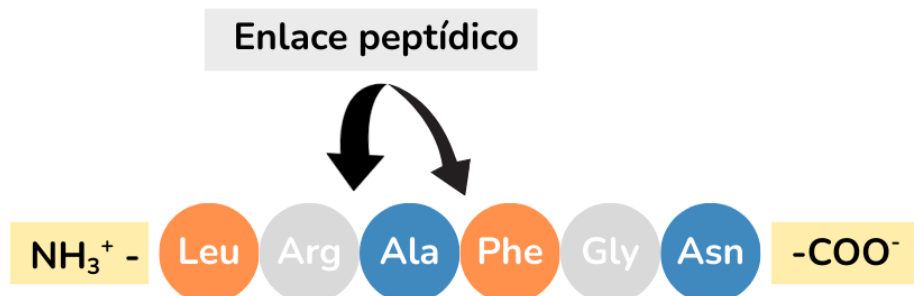 Enlace peptídico
NH₃⁺ - Leu Arg Ala Phe Gly Asn -COO⁻